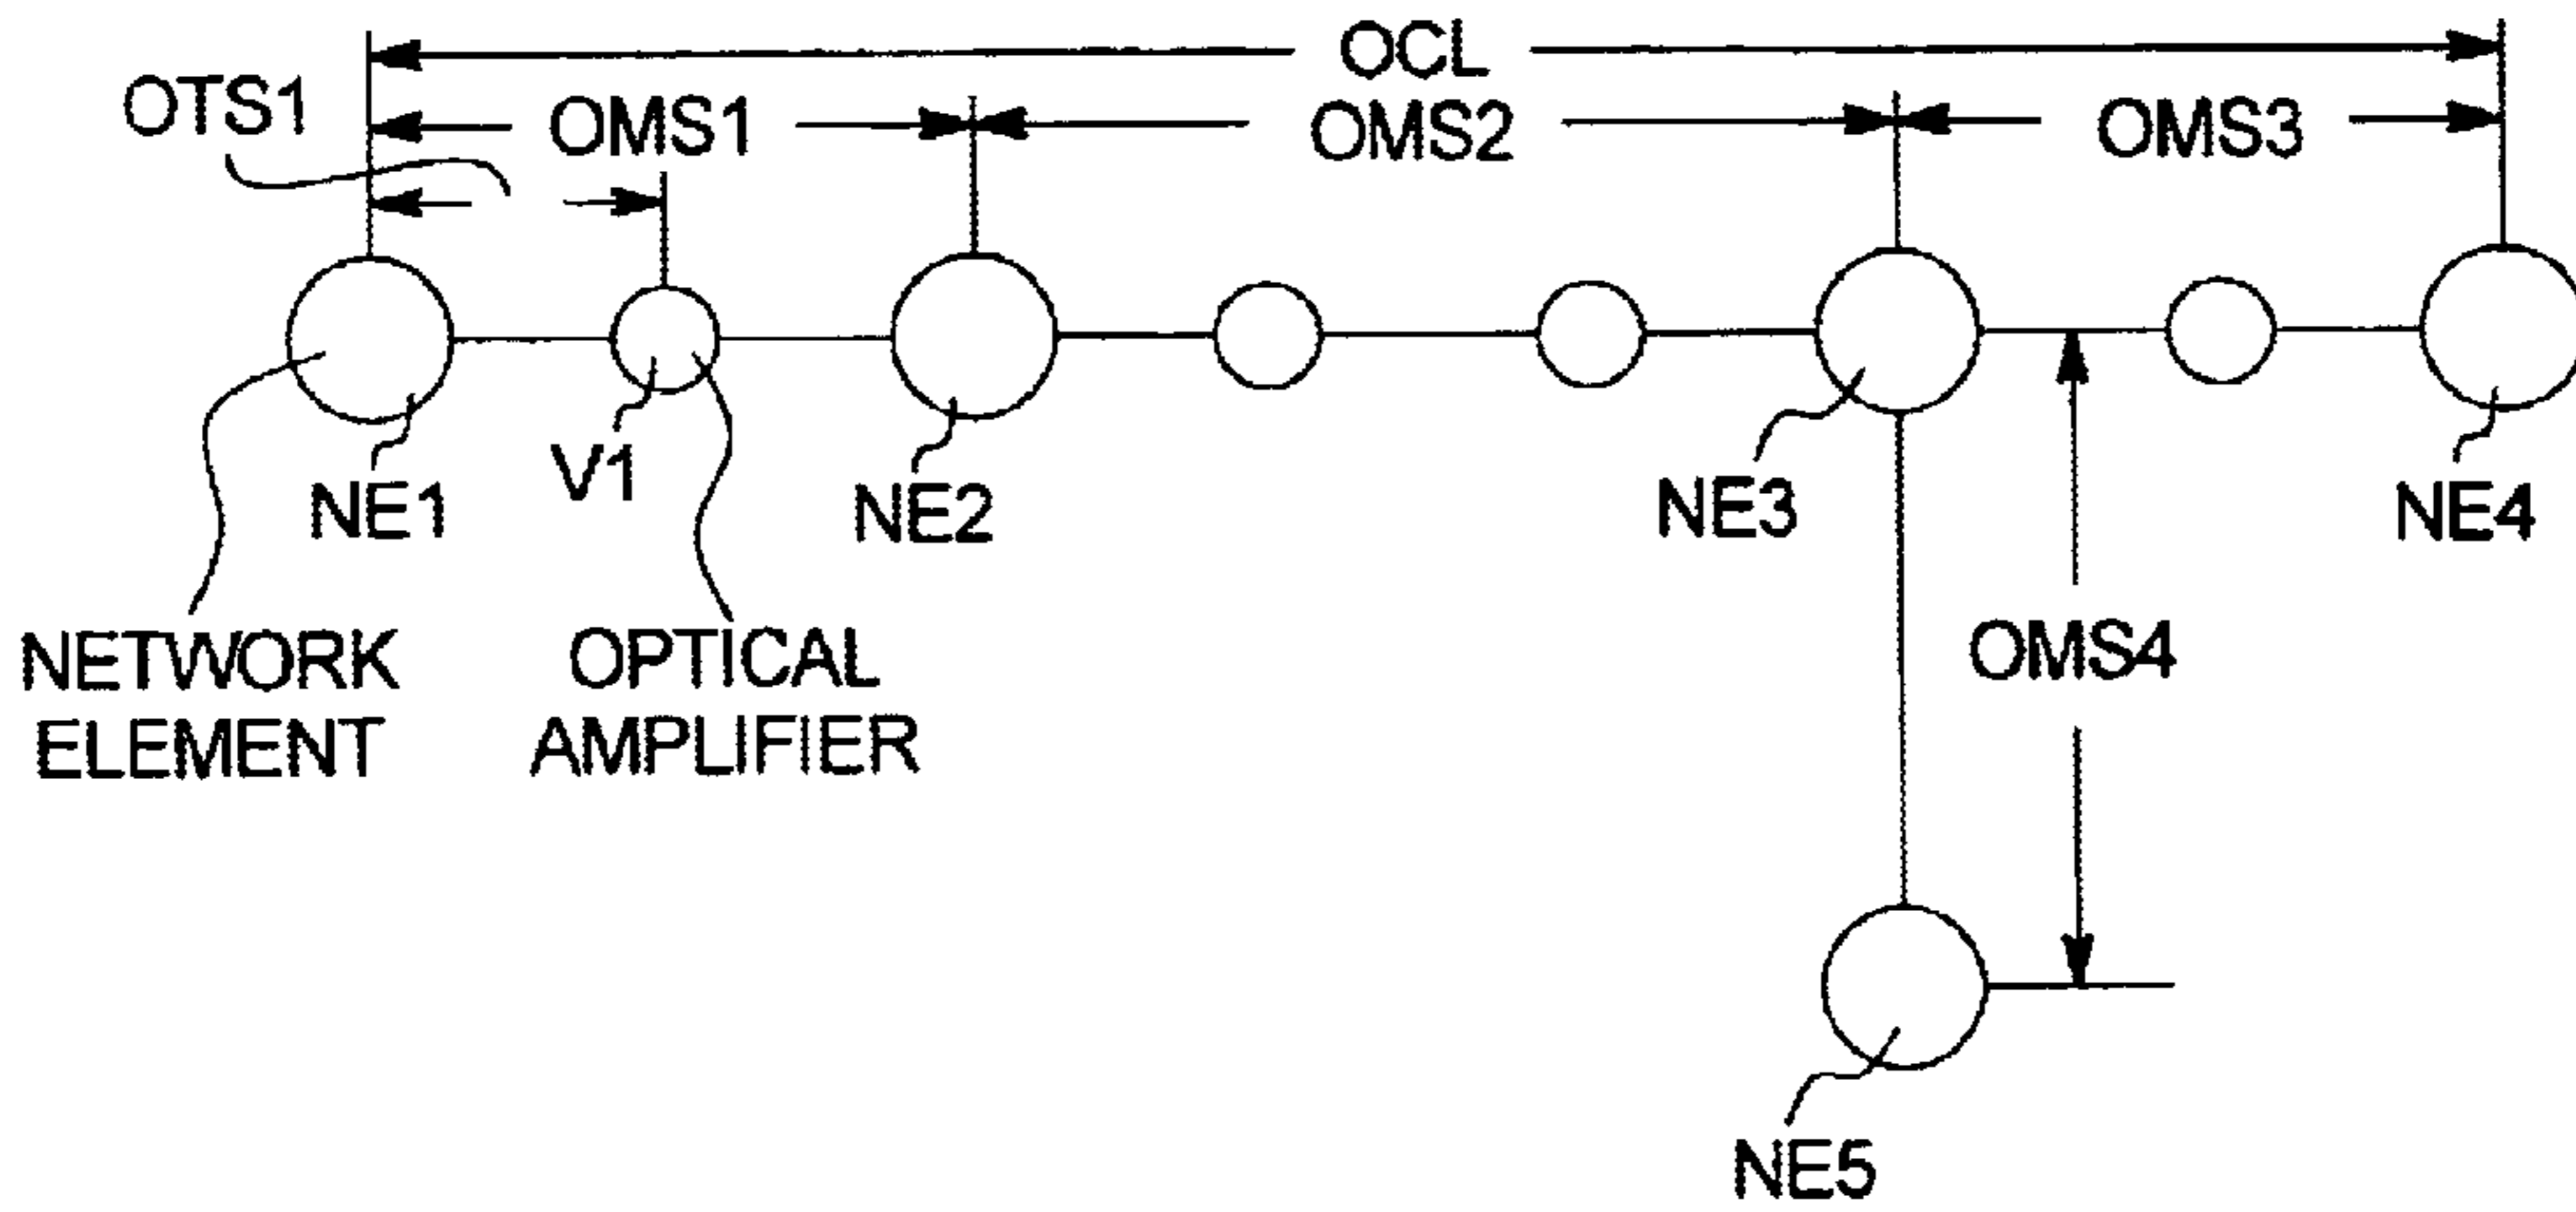 OCL
OTS1
OMS1
OMS2
OMS3
NE1
V1
NE2
NE3
NE4
NETWORK
ELEMENT
OPTICAL
AMPLIFIER
OMS4
NE5